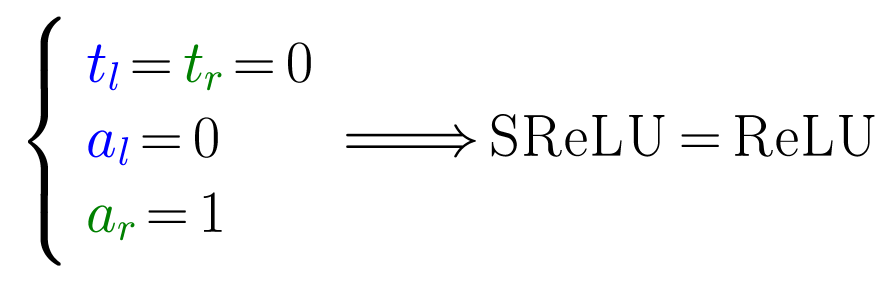 t_l = t_r = 0
a_l = 0 ⟹ SReLU = ReLU
a_r = 1